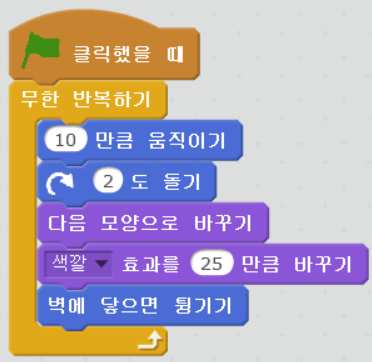 클릭했을 때
무한 반복하기
10 만큼 움직이기
2 도 돌기
다음 모양으로 바꾸기
색깔 효과를 25 만큼 바꾸기
벽에 닿으면 튕기기